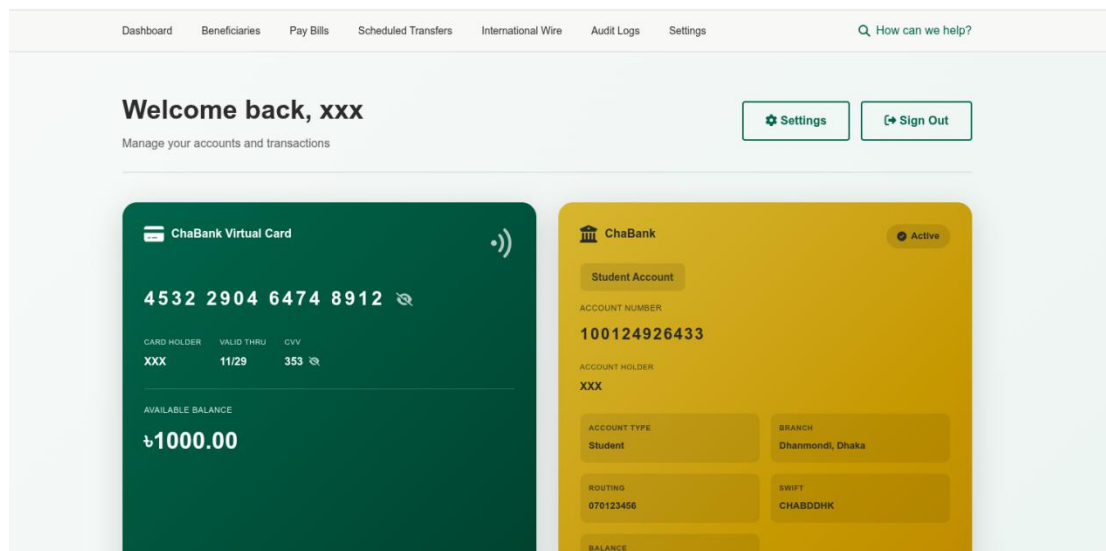 Dashboard Beneficiaries Pay Bills Scheduled Transfers International Wire Audit Logs Settings How can we help?
Welcome back, xxx
Manage your accounts and transactions
Settings
Sign Out
ChaBank Virtual Card
4532 2904 6474 8912
CARD HOLDER VALID THRU CVV
XXX 11/29 353
AVAILABLE BALANCE
৳1000.00
ChaBank
Active
Student Account
ACCOUNT NUMBER
100124926433
ACCOUNT HOLDER
XXX
ACCOUNT TYPE
Student
BRANCH
Dhanmondi, Dhaka
ROUTING
070123456
SWIFT
CHABDDHK
BALANCE